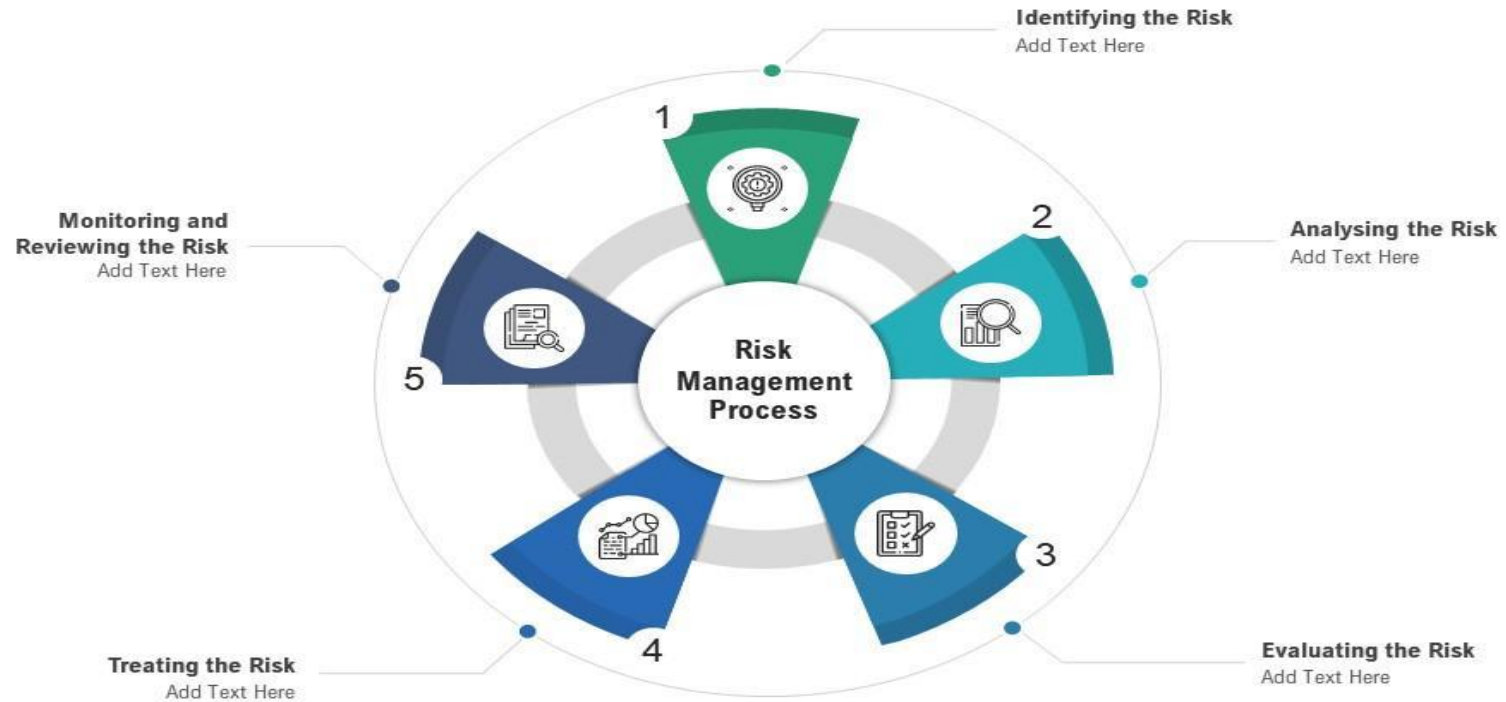 Identifying the Risk
Add Text Here
1
2
Analysing the Risk
Add Text Here
Monitoring and
Reviewing the Risk
Add Text Here
5
Risk
Management
Process
3
Evaluating the Risk
Add Text Here
4
Treating the Risk
Add Text Here